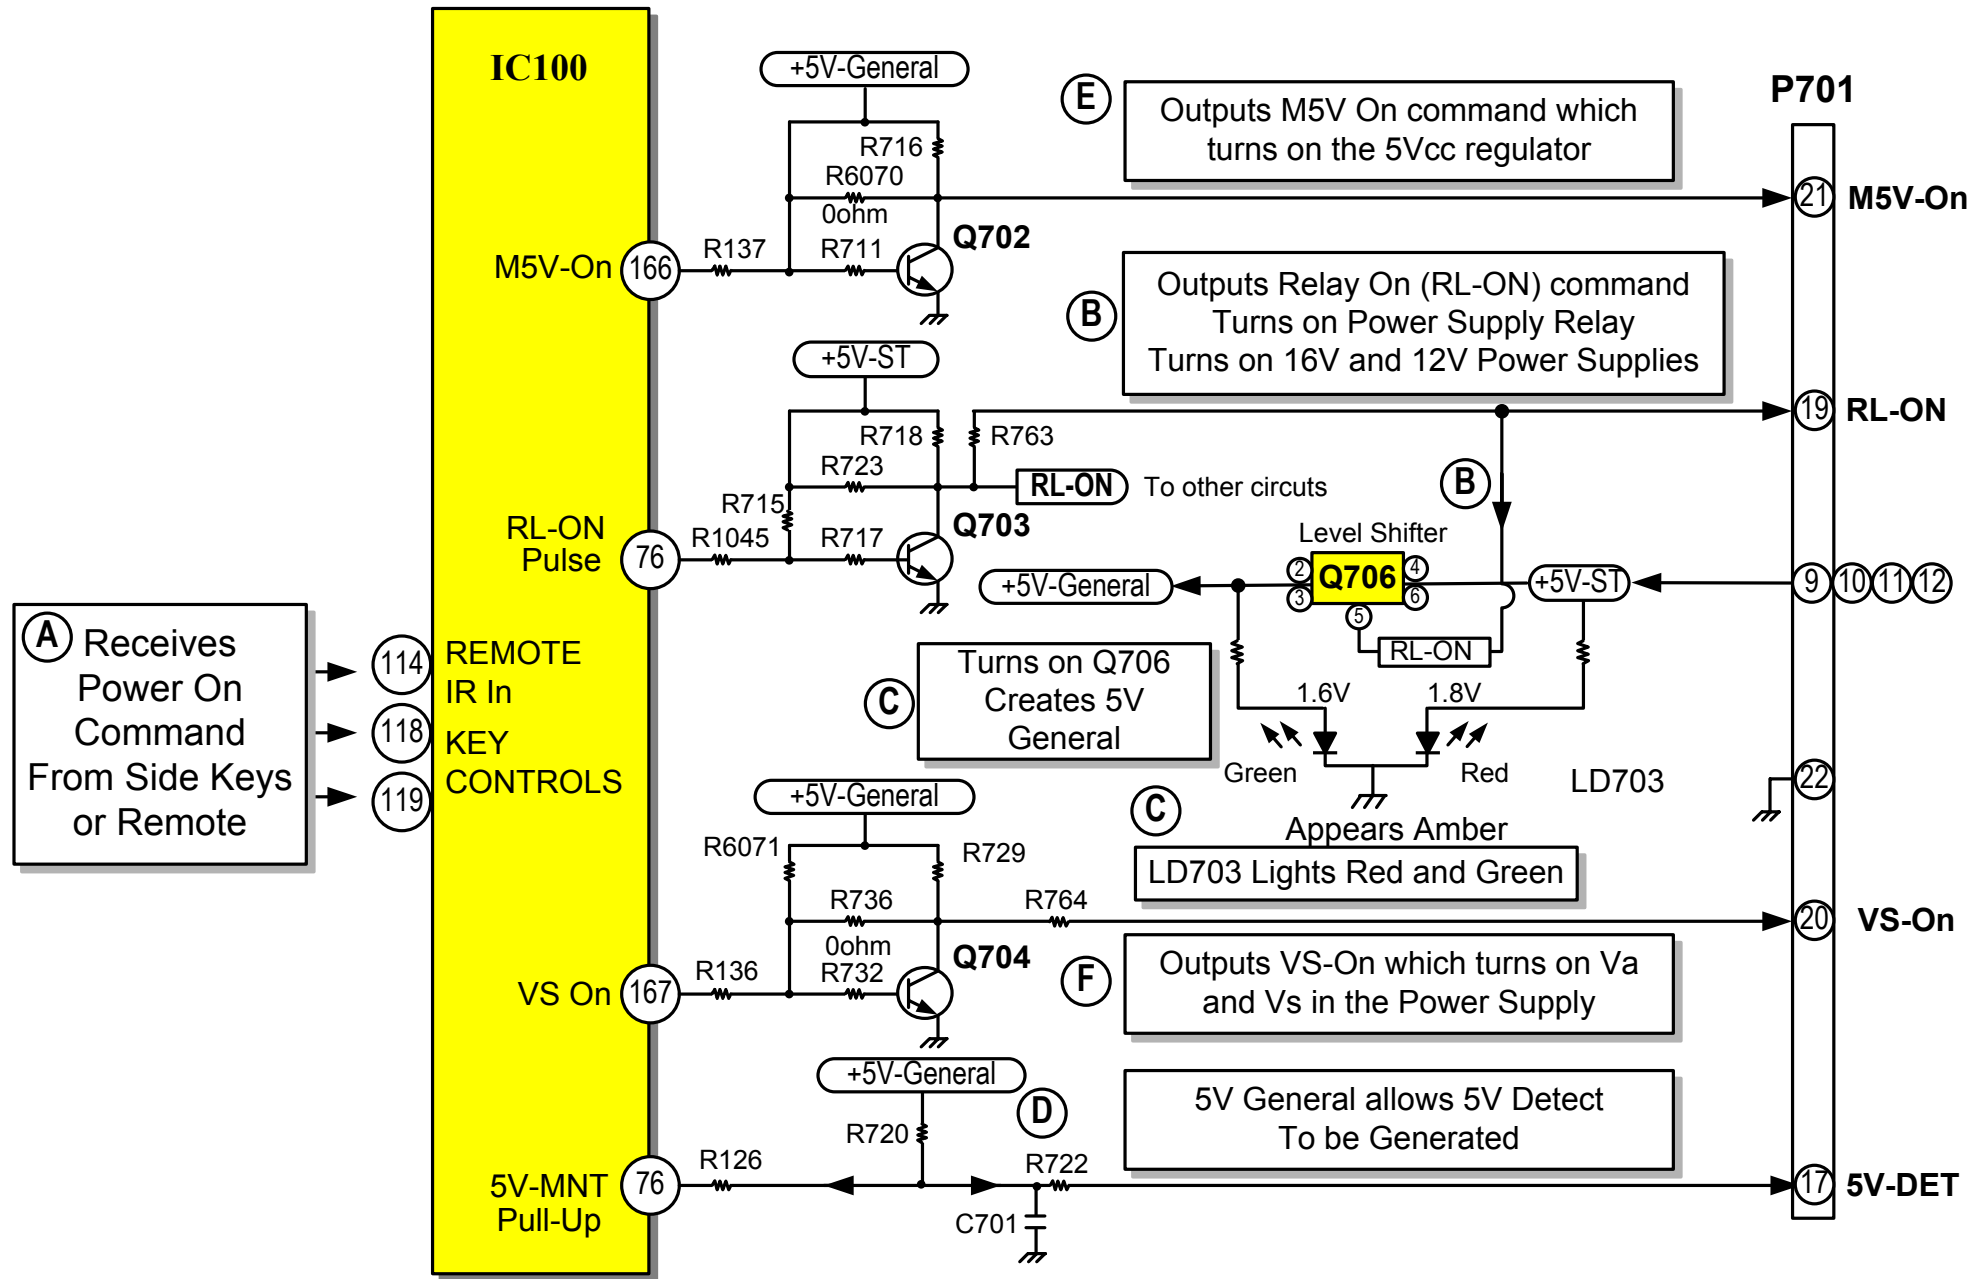 IC100
+5V-General
E
Outputs M5V On command which
turns on the 5Vcc regulator
P701
R716
R6070
0ohm
21
M5V-On
Q702
R137
R711
M5V-On
166
B
Outputs Relay On (RL-ON) command
Turns on Power Supply Relay
Turns on 16V and 12V Power Supplies
+5V-ST
19
RL-ON
R718
R763
R723
RL-ON
To other circuts
B
R715
Q703
RL-ON
Pulse
76
R1045
R717
Level Shifter
+5V-General
2
3
Q706
4
6
5
+5V-ST
9
10
11
12
RL-ON
A
Receives
Power On
Command
From Side Keys
or Remote
114
118
119
REMOTE
IR In
KEY
CONTROLS
C
Turns on Q706
Creates 5V
General
1.6V
1.8V
Green
Red
LD703
22
+5V-General
C
Appears Amber
LD703 Lights Red and Green
R6071
R729
R736
0ohm
R764
20
VS-On
Q704
VS On
167
R136
R732
F
Outputs VS-On which turns on Va
and Vs in the Power Supply
+5V-General
D
5V General allows 5V Detect
To be Generated
R720
5V-MNT
Pull-Up
76
R126
R722
17
5V-DET
C701